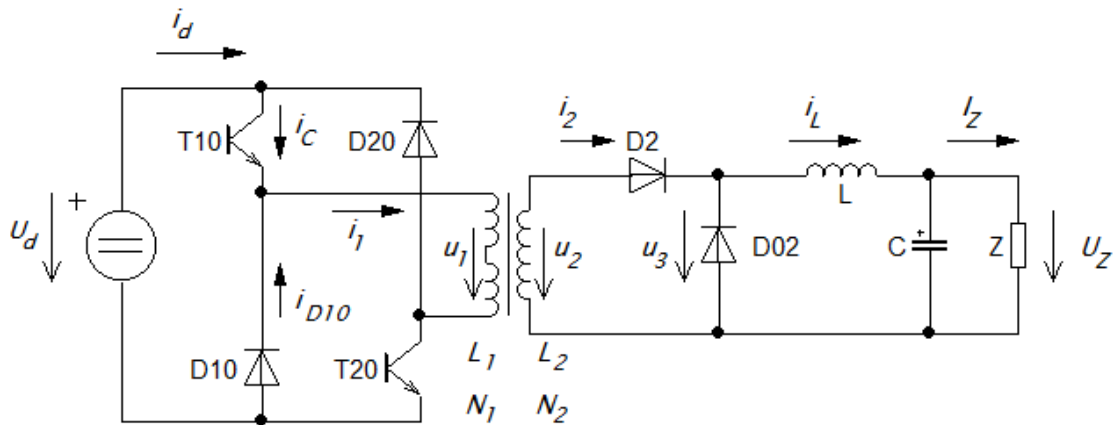 i_d
i_2
i_L
I_Z
T10
i_C
D20
D2
+
U_d
i_1
L
u_1
u_2
u_3
D02
C
+
Z
U_Z
i_D10
D10
T20
L_1
L_2
N_1
N_2